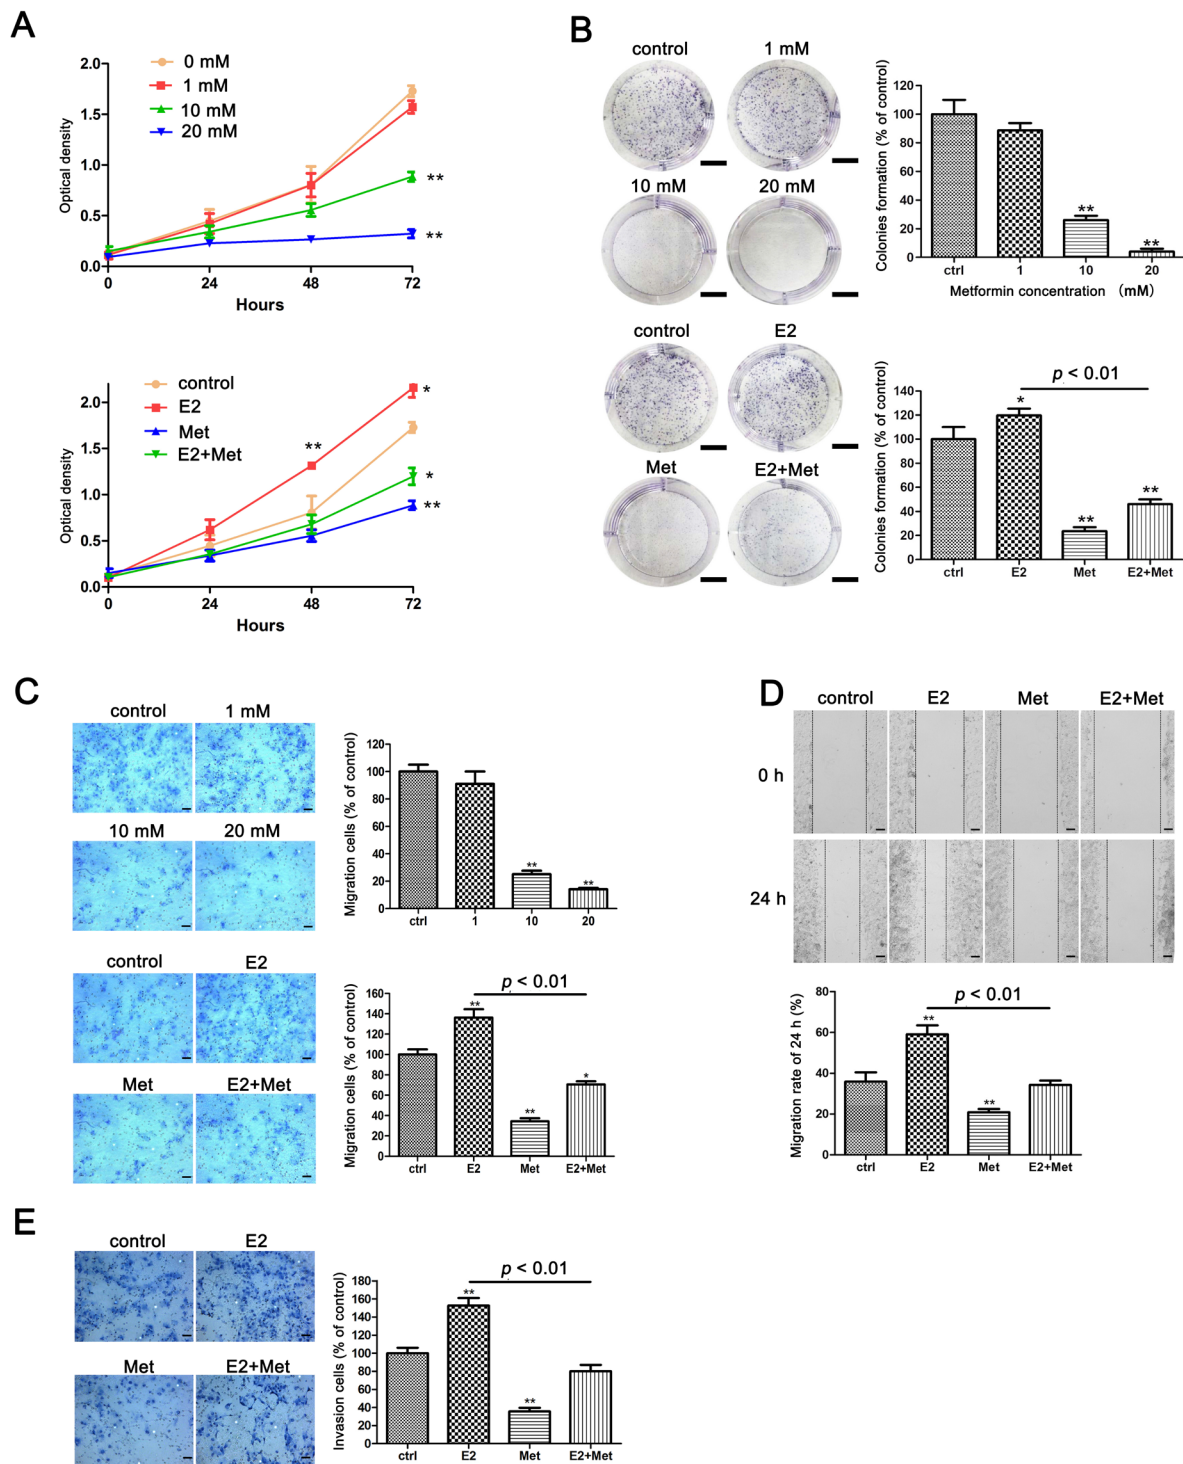 A
2.0
1.5
1.0
0.5
0.0
Optical density
0 mM
1 mM
10 mM
20 mM
**
**
0 24 48 72
Hours
2.0
1.5
1.0
0.5
0.0
Optical density
control
E2
Met
E2+Met
**
*
*
**
0 24 48 72
Hours
B
control 1 mM
10 mM 20 mM
120
100
80
60
40
20
0
Colonies formation (% of control)
**
**
ctrl 1 10 20
Metformin concentration (mM)
control E2
Met E2+Met
140
120
100
80
60
40
20
0
Colonies formation (% of control)
p < 0.01
*
**
**
ctrl E2 Met E2+Met
C
control 1 mM
10 mM 20 mM
120
100
80
60
40
20
0
Migration cells (% of control)
**
**
ctrl 1 10 20
control E2
Met E2+Met
160
140
120
100
80
60
40
20
0
Migration cells (% of control)
p < 0.01
**
**
*
ctrl E2 Met E2+Met
D
control E2 Met E2+Met
0 h
24 h
80
60
40
20
0
Migration rate of 24 h (%)
p < 0.01
**
**
ctrl E2 Met E2+Met
E
control E2
Met E2+Met
180
160
140
120
100
80
60
40
20
0
Invasion cells (% of control)
p < 0.01
**
**
ctrl E2 Met E2+Met